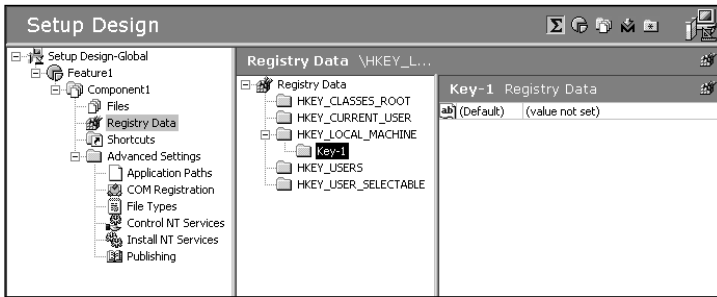 Setup Design
Setup Design-Global
Feature1
Component1
Files
Registry Data
Shortcuts
Advanced Settings
Application Paths
COM Registration
File Types
Control NT Services
Install NT Services
Publishing
Registry Data \HKEY_L...
Registry Data
HKEY_CLASSES_ROOT
HKEY_CURRENT_USER
HKEY_LOCAL_MACHINE
Key-1
HKEY_USERS
HKEY_USER_SELECTABLE
Key-1 Registry Data
ab (Default) (value not set)